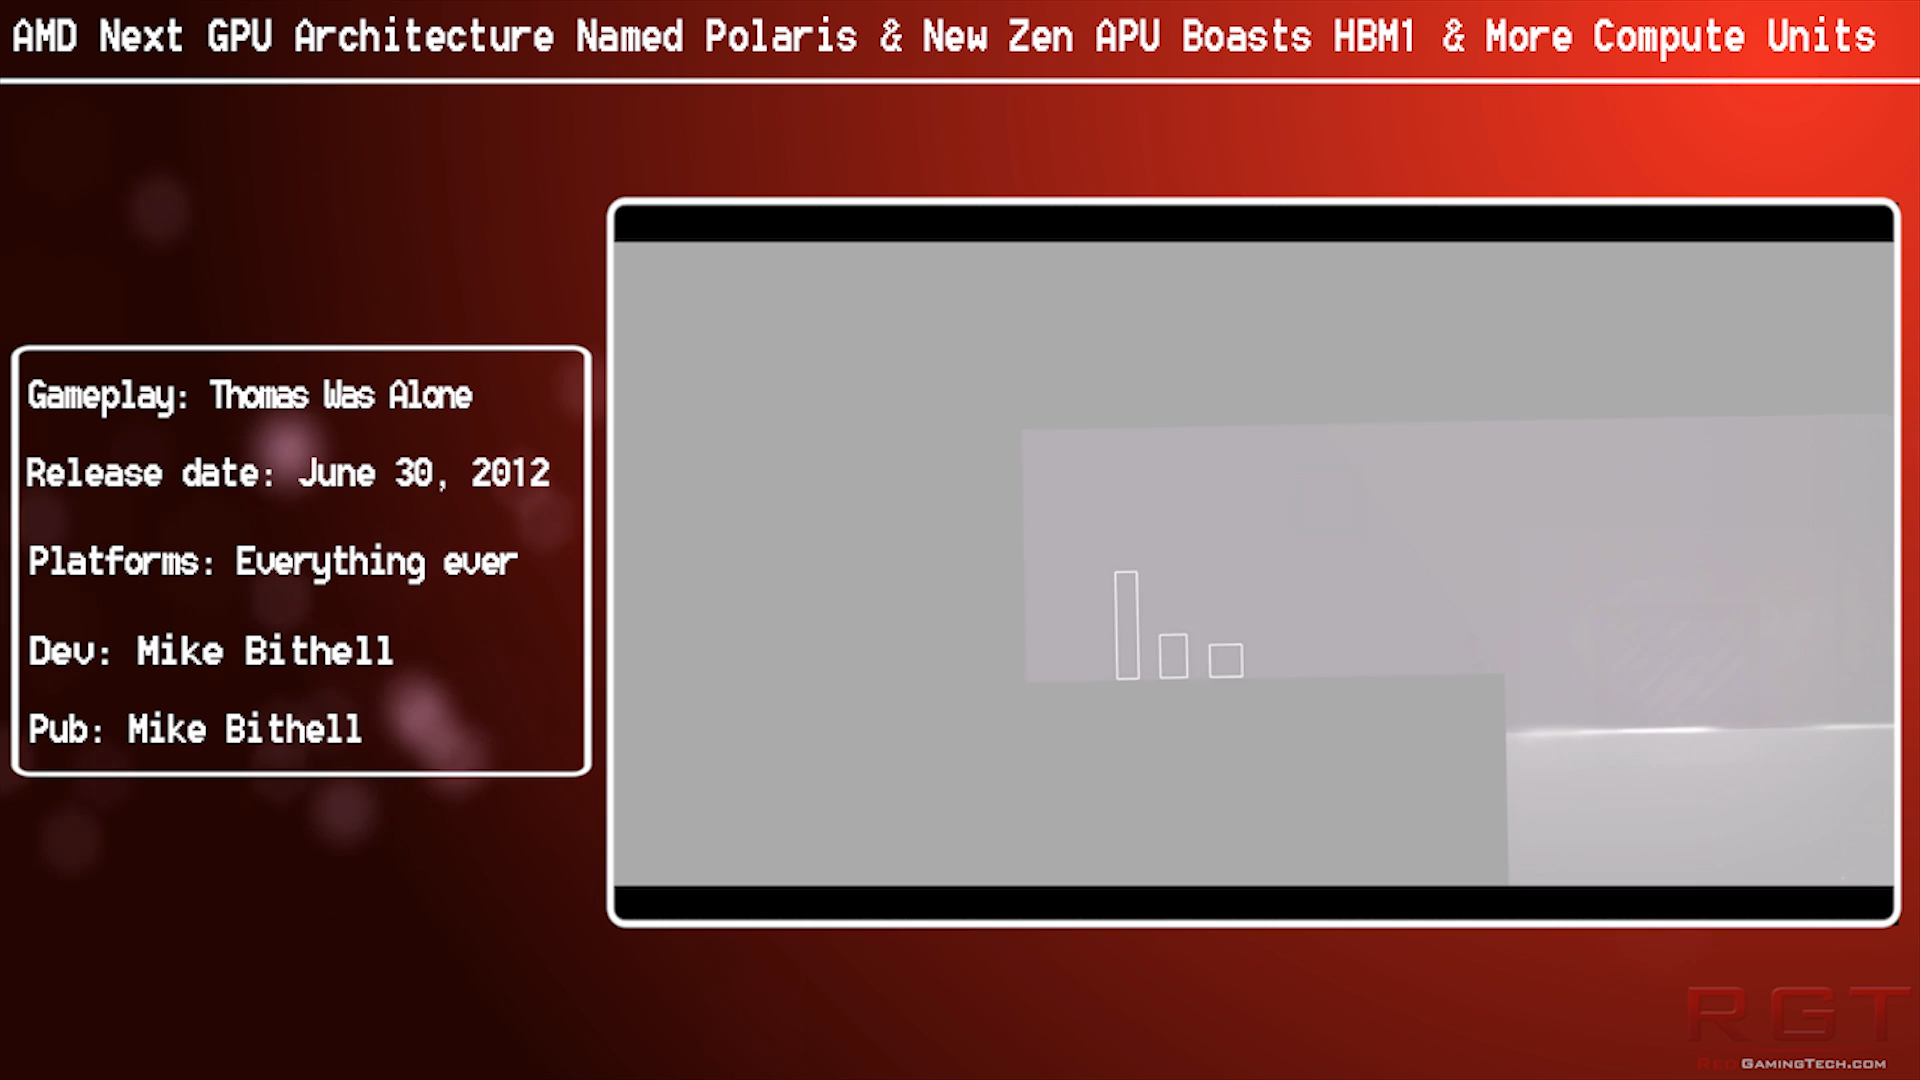 AMD Next GPU Architecture Named Polaris & New Zen APU Boasts HBM1 & More Compute Units
Gameplay: Thomas Was Alone
Release date: June 30, 2012
Platforms: Everything ever
Dev: Mike Bithell
Pub: Mike Bithell
RGT
RedGamingTech.com